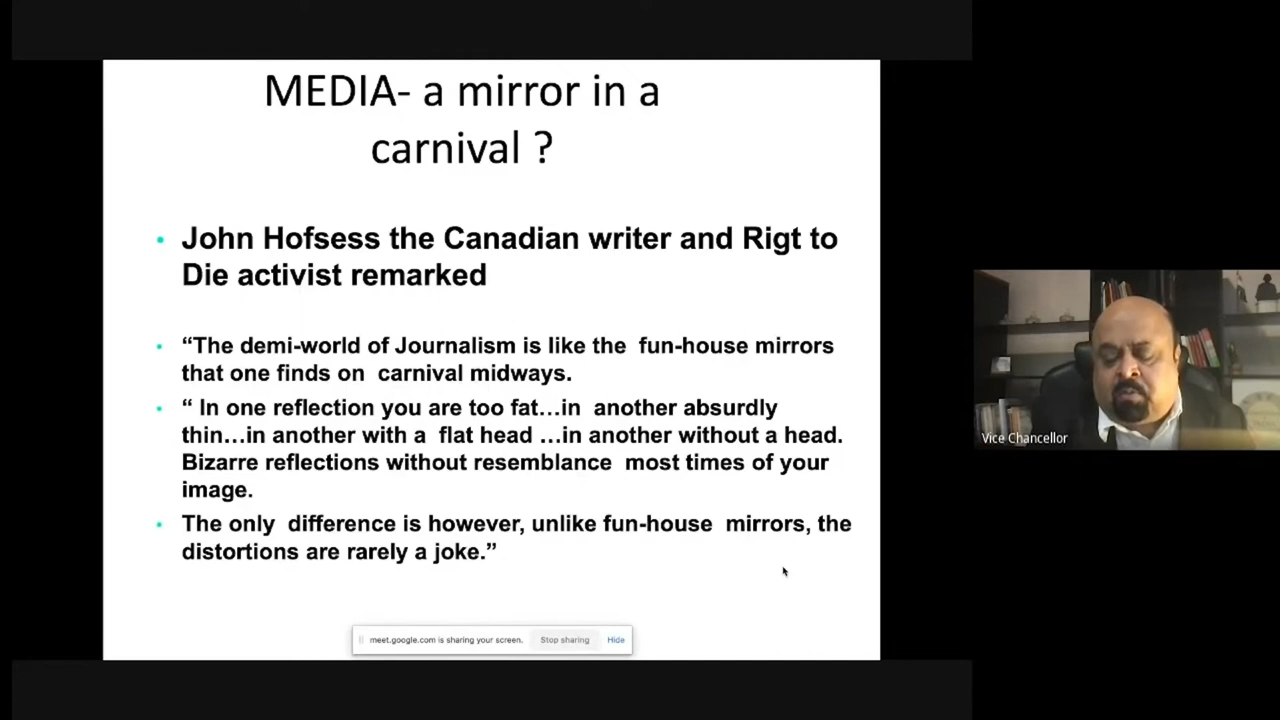 MEDIA- a mirror in a
carnival ?
John Hofsess the Canadian writer and Rigt to
Die activist remarked
“The demi-world of Journalism is like the fun-house mirrors
that one finds on carnival midways.
“ In one reflection you are too fat...in another absurdly
thin...in another with a flat head ...in another without a head.
Bizarre reflections without resemblance most times of your
image.
The only difference is however, unlike fun-house mirrors, the
distortions are rarely a joke.”
Vice Chancellor
meet.google.com is sharing your screen. Stop sharing Hide